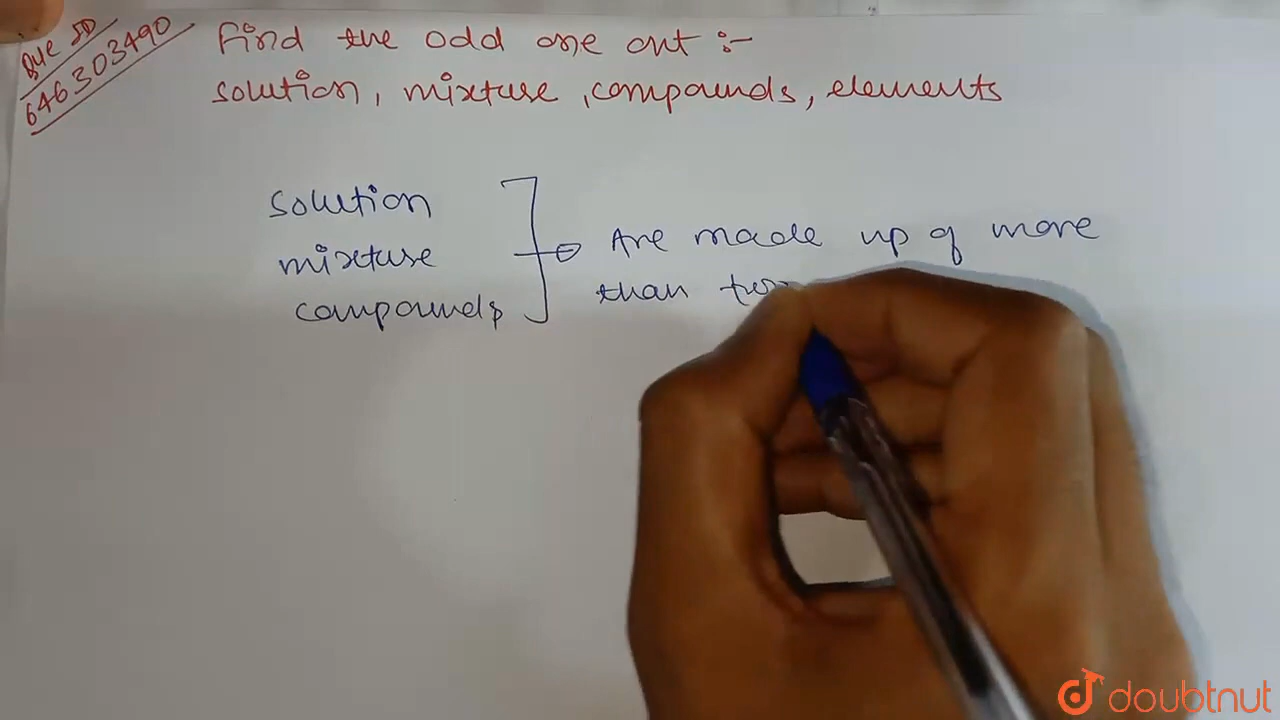 Que ID
646303490
Find the odd one out :-
solution, mixture, compounds, elements
solution
mixture
compounds
Are made up of more
than
doubtnut